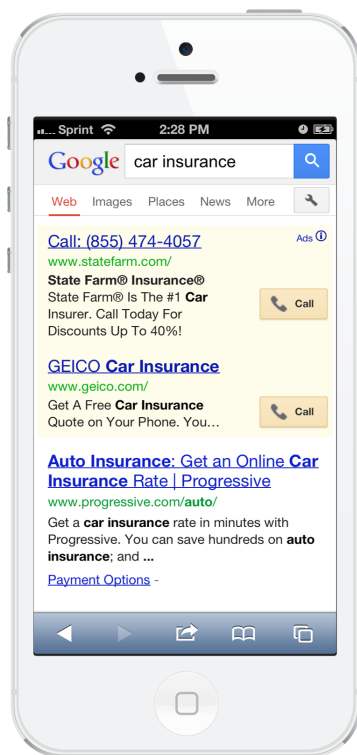 Sprint 2:28 PM
Google car insurance
Web Images Places News More
Call: (855) 474-4057 Ads
www.statefarm.com/
State Farm® Insurance®
State Farm® Is The #1 Car
Insurer. Call Today For
Discounts Up To 40%!
Call
GEICO Car Insurance
www.geico.com/
Get A Free Car Insurance
Quote on Your Phone. You…
Call
Auto Insurance: Get an Online Car
Insurance Rate | Progressive
www.progressive.com/auto/
Get a car insurance rate in minutes with
Progressive. You can save hundreds on auto
insurance; and ...
Payment Options -